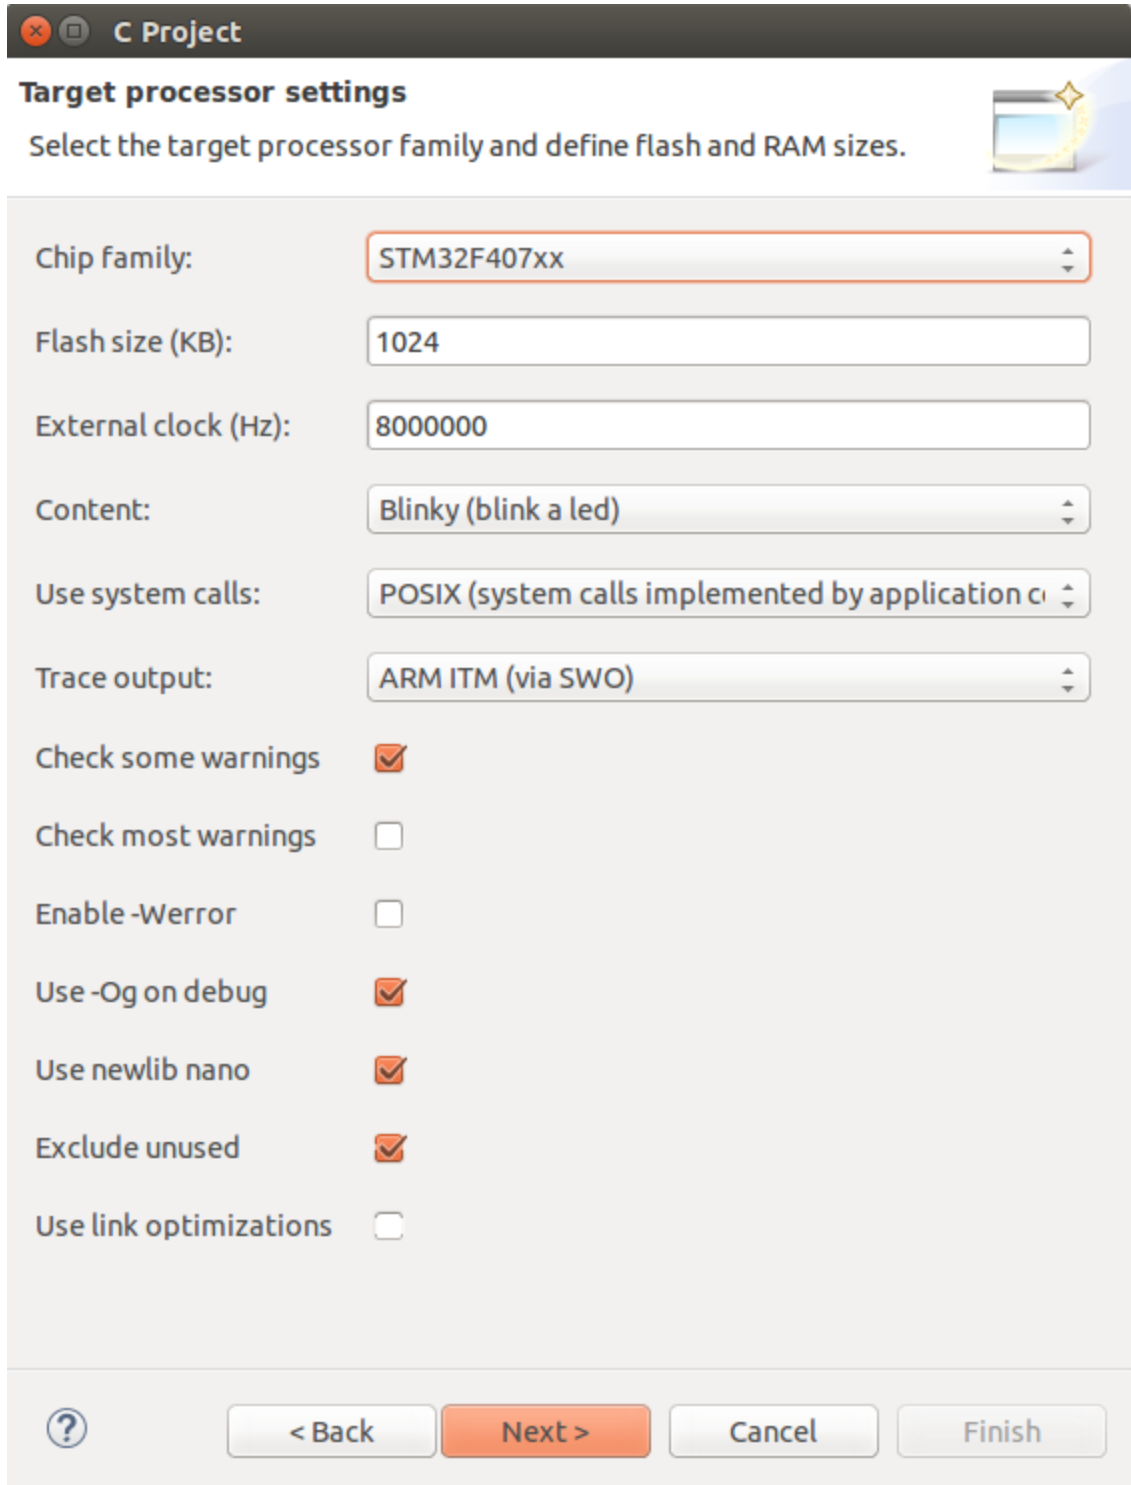 C Project
Target processor settings
Select the target processor family and define flash and RAM sizes.
Chip family: STM32F407xx
Flash size (KB): 1024
External clock (Hz): 8000000
Content: Blinky (blink a led)
Use system calls: POSIX (system calls implemented by application c
Trace output: ARM ITM (via SWO)
Check some warnings
Check most warnings
Enable -Werror
Use -Og on debug
Use newlib nano
Exclude unused
Use link optimizations
? < Back Next > Cancel Finish